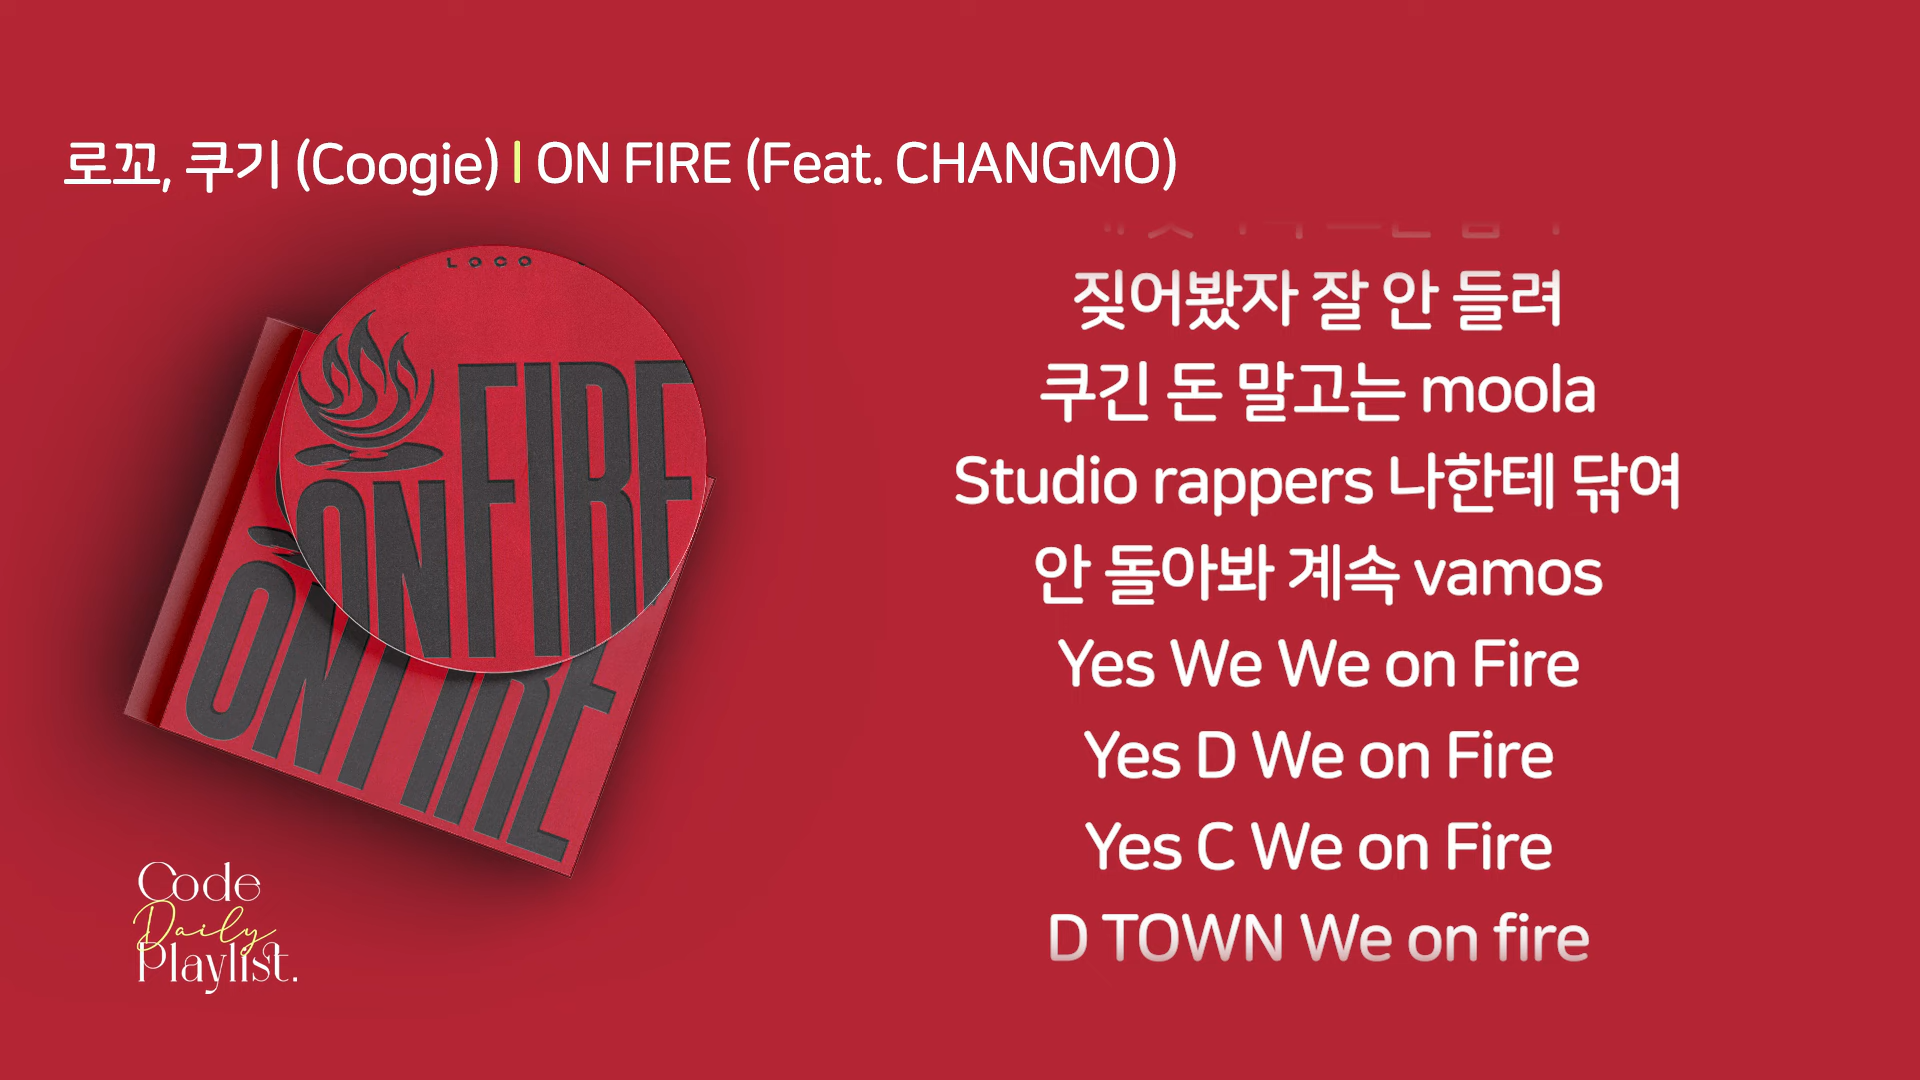 로꼬, 쿠기 (Coogie) | ON FIRE (Feat. CHANGMO)
LOCO
ON FIRE
ON FIRE
짖어봤자 잘 안 들려
쿠긴 돈 말고는 moola
Studio rappers 나한테 닦여
안 돌아봐 계속 vamos
Yes We We on Fire
Yes D We on Fire
Yes C We on Fire
D TOWN We on fire
Code
Daily
Playlist.